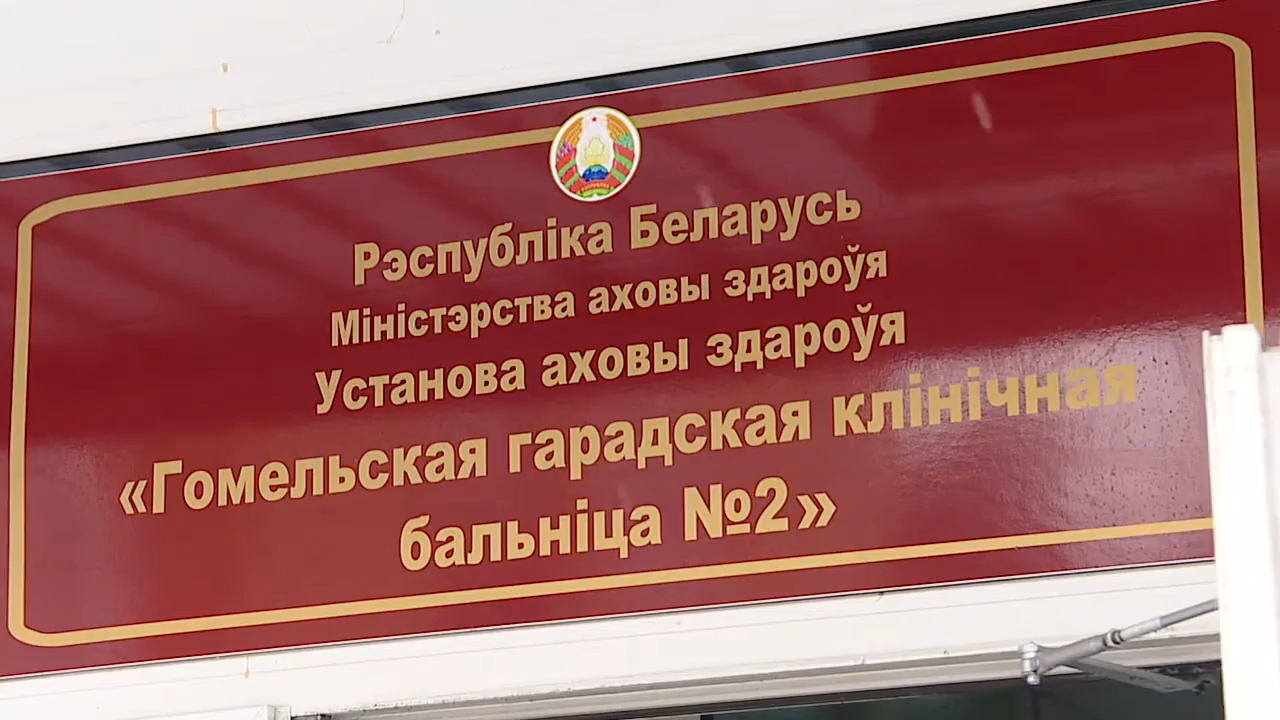 Рэспубліка Беларусь
Міністэрства аховы здароўя
Установа аховы здароўя
«Гомельская гарадская клінічная
бальніца №2»